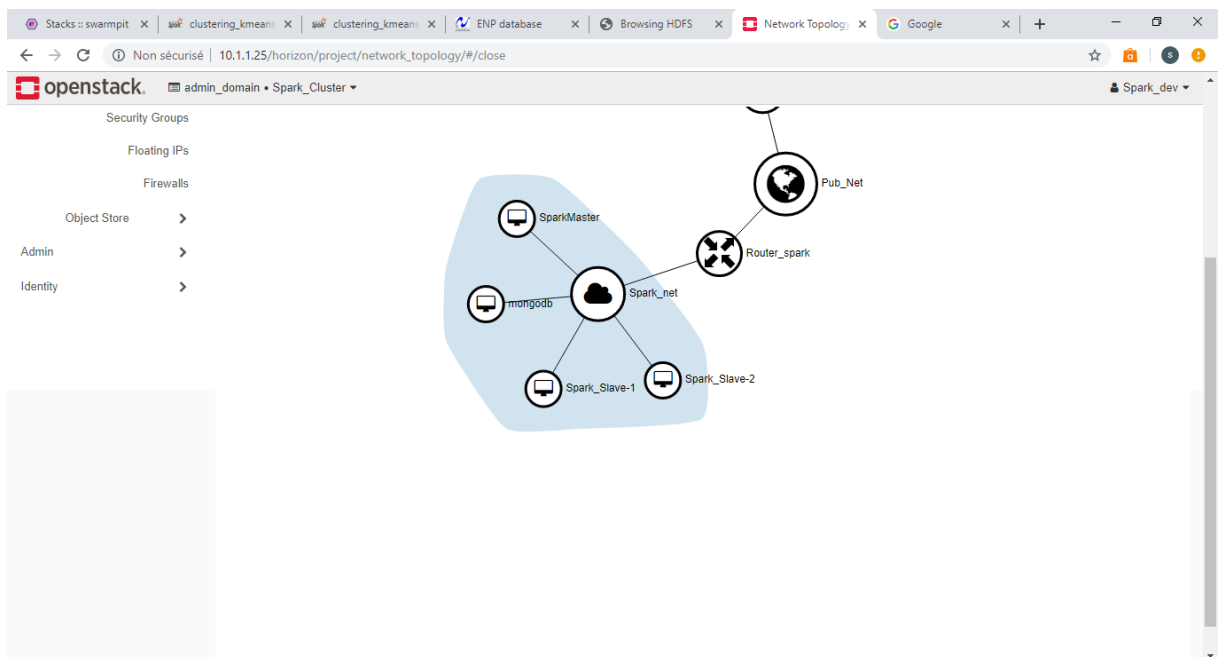 Stacks :: swarmpit
clustering_kmeans
clustering_kmeans
ENP database
Browsing HDFS
Network Topology
Google
Non sécurisé | 10.1.1.25/horizon/project/network_topology/#/close
openstack. admin_domain • Spark_Cluster Spark_dev
Security Groups
Floating IPs
Firewalls
Object Store
Admin
Identity
Pub_Net
SparkMaster
Router_spark
Spark_net
mongodb
Spark_Slave-1
Spark_Slave-2